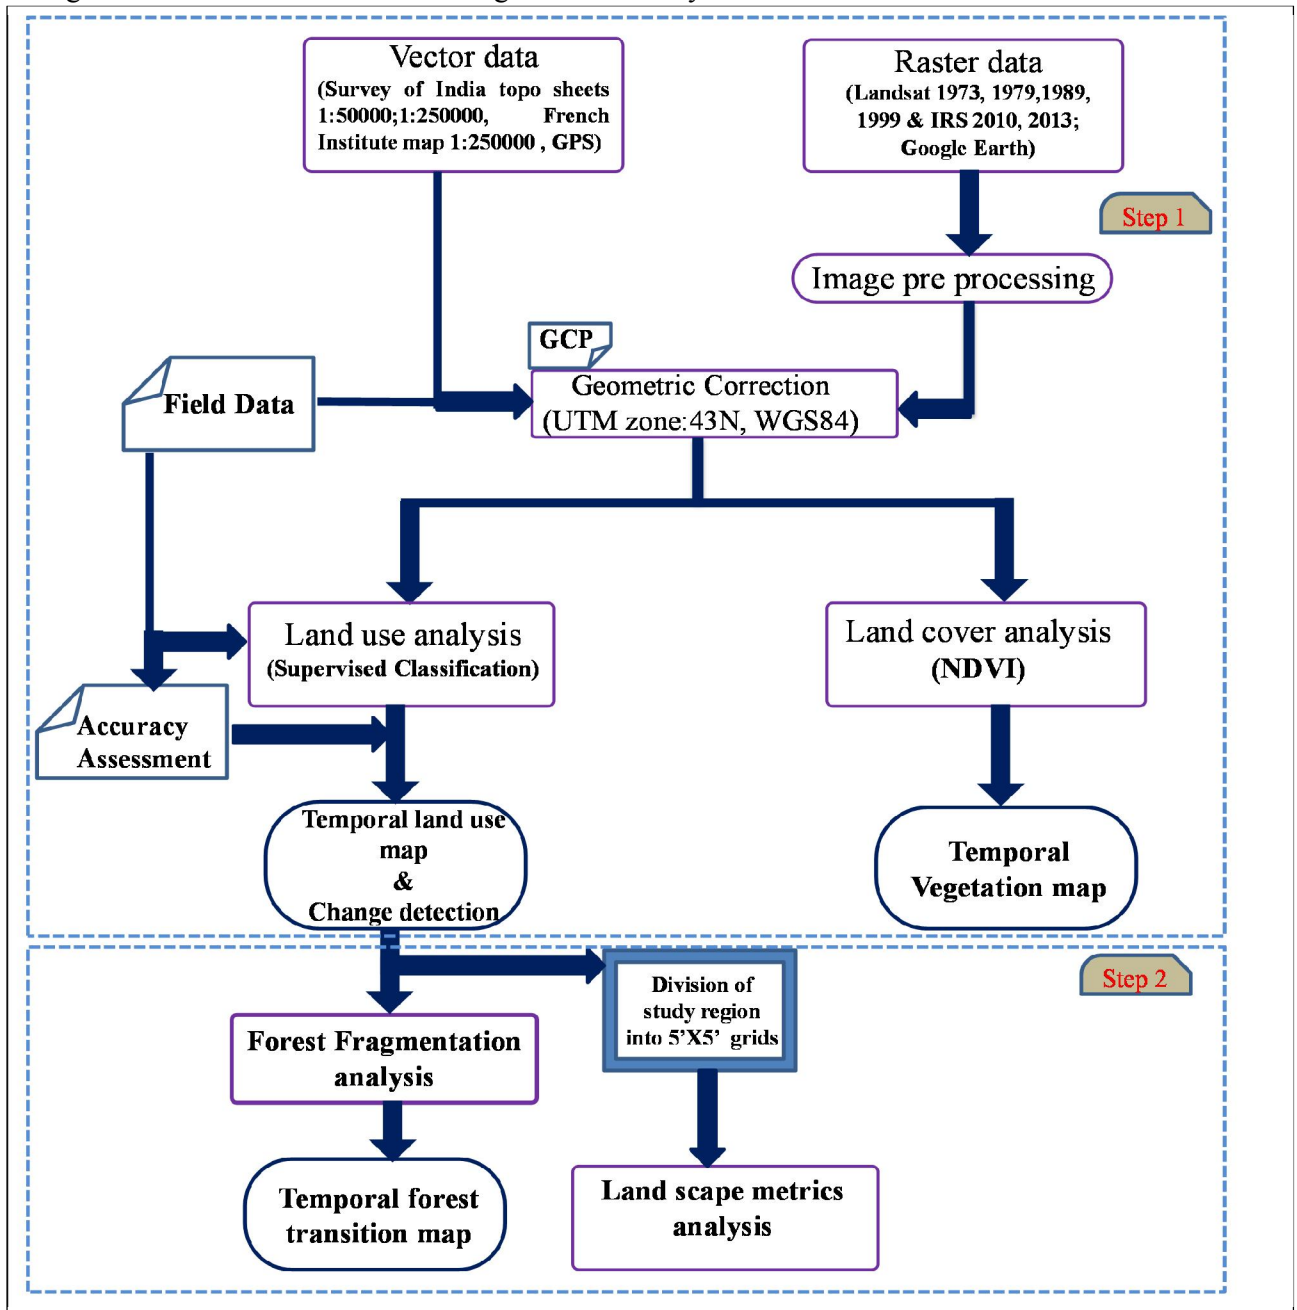 Vector data
(Survey of India topo sheets
1:50000;1:250000, French
Institute map 1:250000 , GPS)
Raster data
(Landsat 1973, 1979,1989,
1999 & IRS 2010, 2013;
Google Earth)
Step 1
Image pre processing
GCP
Geometric Correction
(UTM zone:43N, WGS84)
Field Data
Land use analysis
(Supervised Classification)
Land cover analysis
(NDVI)
Accuracy
Assessment
Temporal land use
map
&
Change detection
Temporal
Vegetation map
Step 2
Division of
study region
into 5'X5' grids
Forest Fragmentation
analysis
Temporal forest
transition map
Land scape metrics
analysis